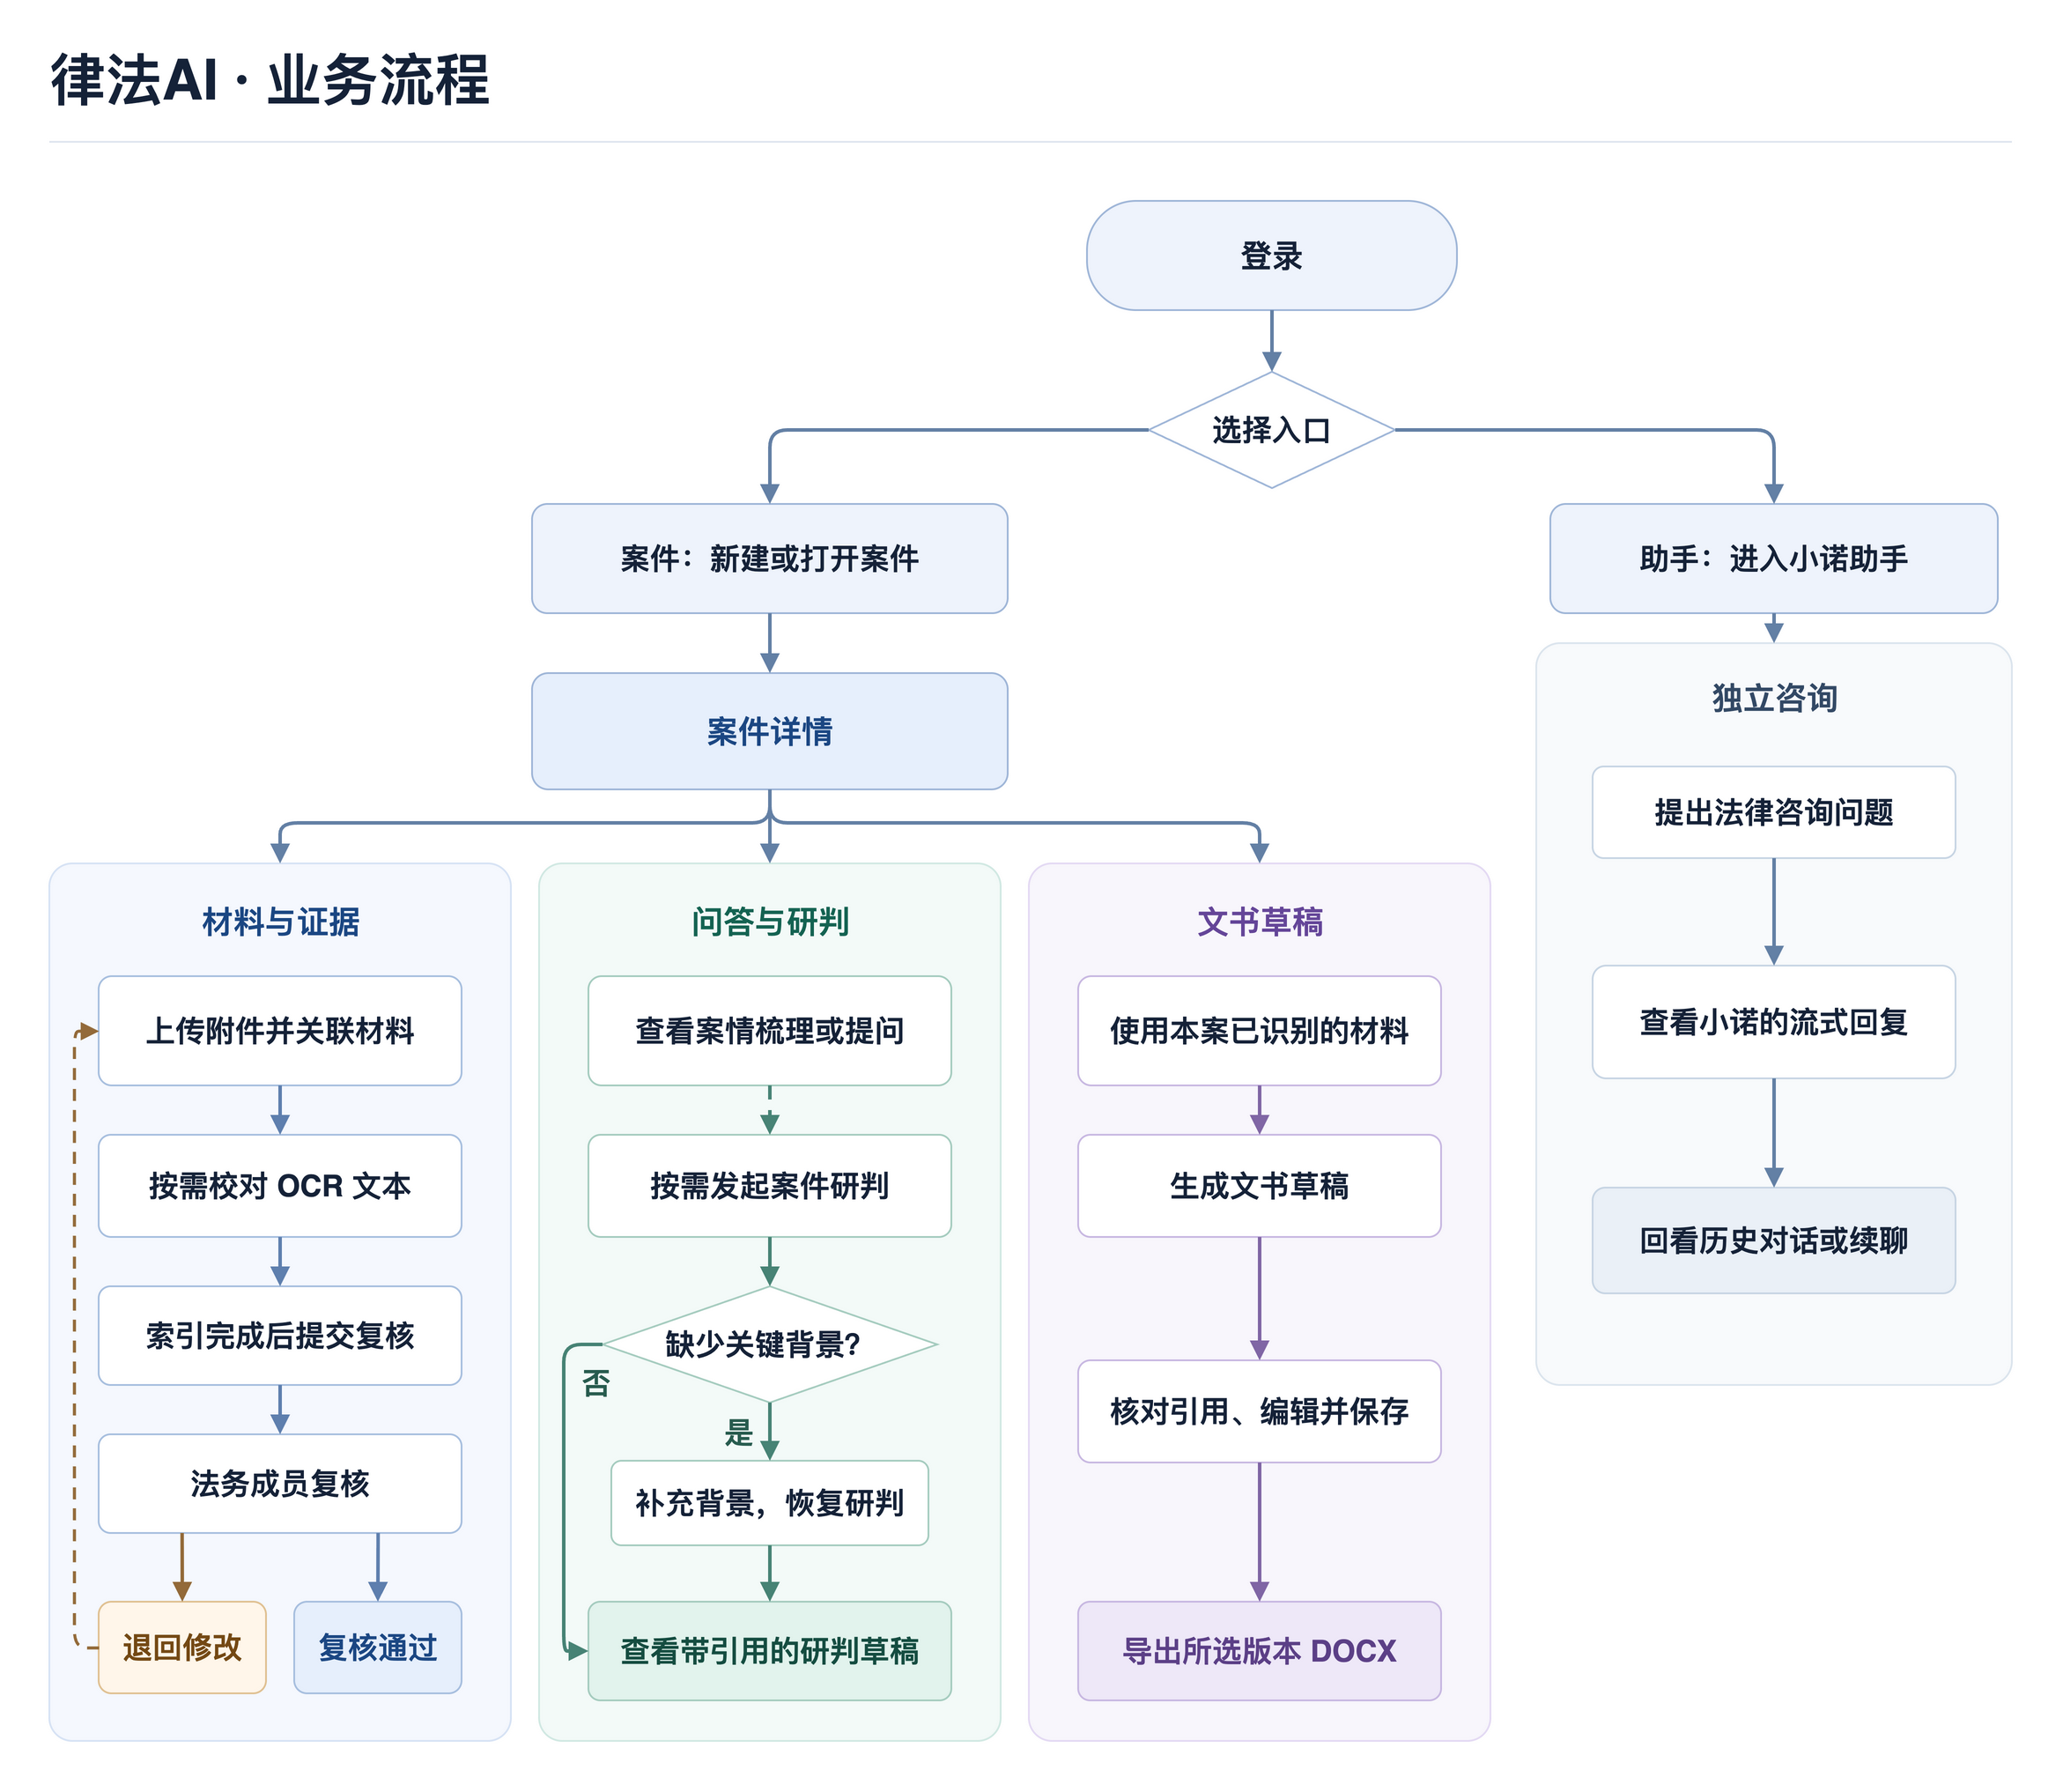 律法AI · 业务流程
登录
选择入口
案件：新建或打开案件
助手：进入小诺助手
案件详情
独立咨询
提出法律咨询问题
查看小诺的流式回复
回看历史对话或续聊
材料与证据
上传附件并关联材料
按需校对 OCR 文本
索引完成后提交复核
法务成员复核
退回修改
复核通过
问答与研判
查看案情梳理或提问
按需发起案件研判
缺少关键背景？
否
是
补充背景，恢复研判
查看带引用的研判草稿
文书草稿
使用本案已识别的材料
生成文书草稿
核对引用、编辑并保存
导出所选版本 DOCX